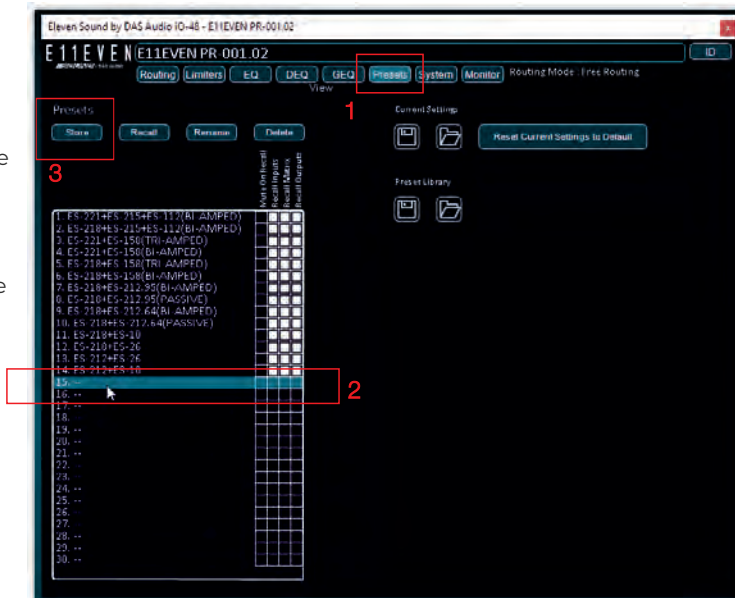 Eleven Sound by DAS Audio iO-48 - E11EVEN PR-001.02
x
E11EVEN
E11EVEN PR-001.02
ID
Routing Limiters EQ DEQ GEQ Presets System Monitor Routing Mode : Free Routing
View
1
Presets
Current Settings
Store Recall Rename Delete
Reset Current Settings to Default
e
3
Mute On Recall
Recall Inputs
Recall Matrix
Recall Outputs
Preset Library
1. ES-221+ES-215+ES-112(BI-AMPED)
2. ES-218+ES-215+ES-112(BI-AMPED)
3. ES-221+ES-158(TRI-AMPED)
4. ES-221+ES-158(BI-AMPED)
5. ES-218+ES-158(TRI-AMPED)
6. ES-218+ES-158(BI-AMPED)
e
7. ES-218+ES-212.95(BI-AMPED)
8. ES-218+ES-212.95(PASSIVE)
9. ES-218+ES-212.64(BI-AMPED)
10. ES-218+ES-212.64(PASSIVE)
11. ES-218+ES-10
12. ES-218+ES-26
13. ES-212+ES-26
14. ES-212+ES-10
15. --
2
16. --
17. --
18. --
19. --
20. --
21. --
22. --
23. --
24. --
25. --
26. --
27. --
28. --
29. --
30. --